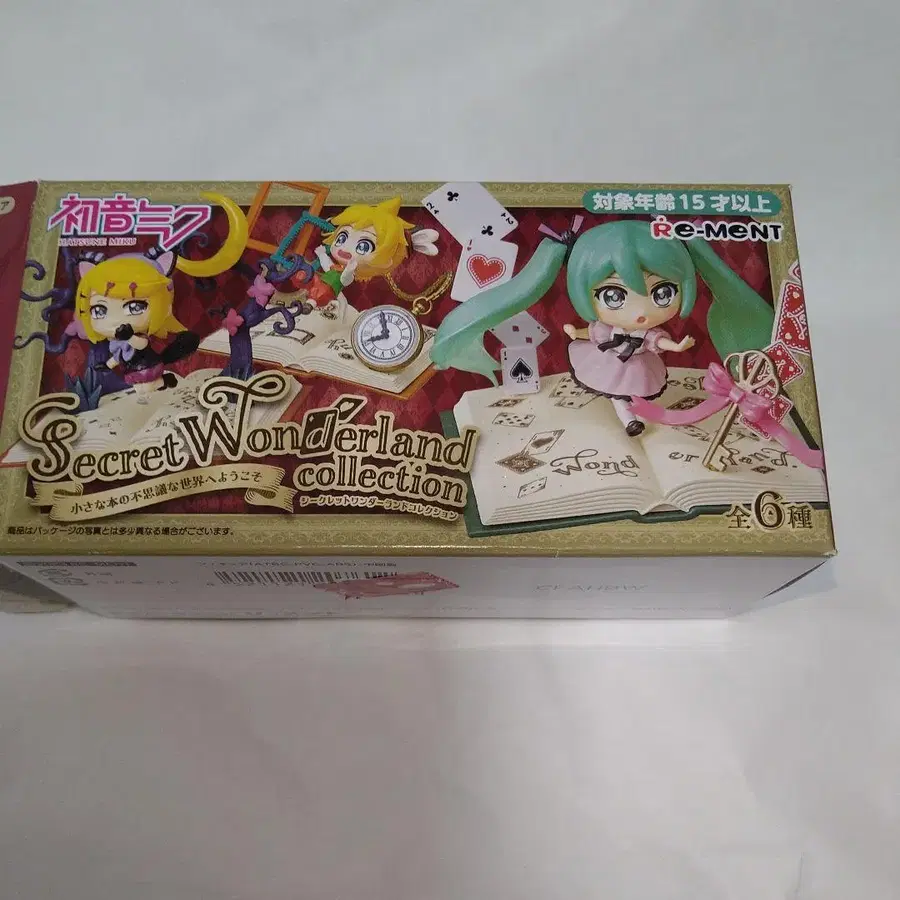 初音ミク
HATSUNE MIKU
対象年齢15才以上
Re-MeNT
Secret Wonderland
collection
シークレットワンダーランドコレクション
小さな本の不思議な世界へようこそ
Wond er land
全6種
商品はパッケージの写真とは多少異なる場合がございます。